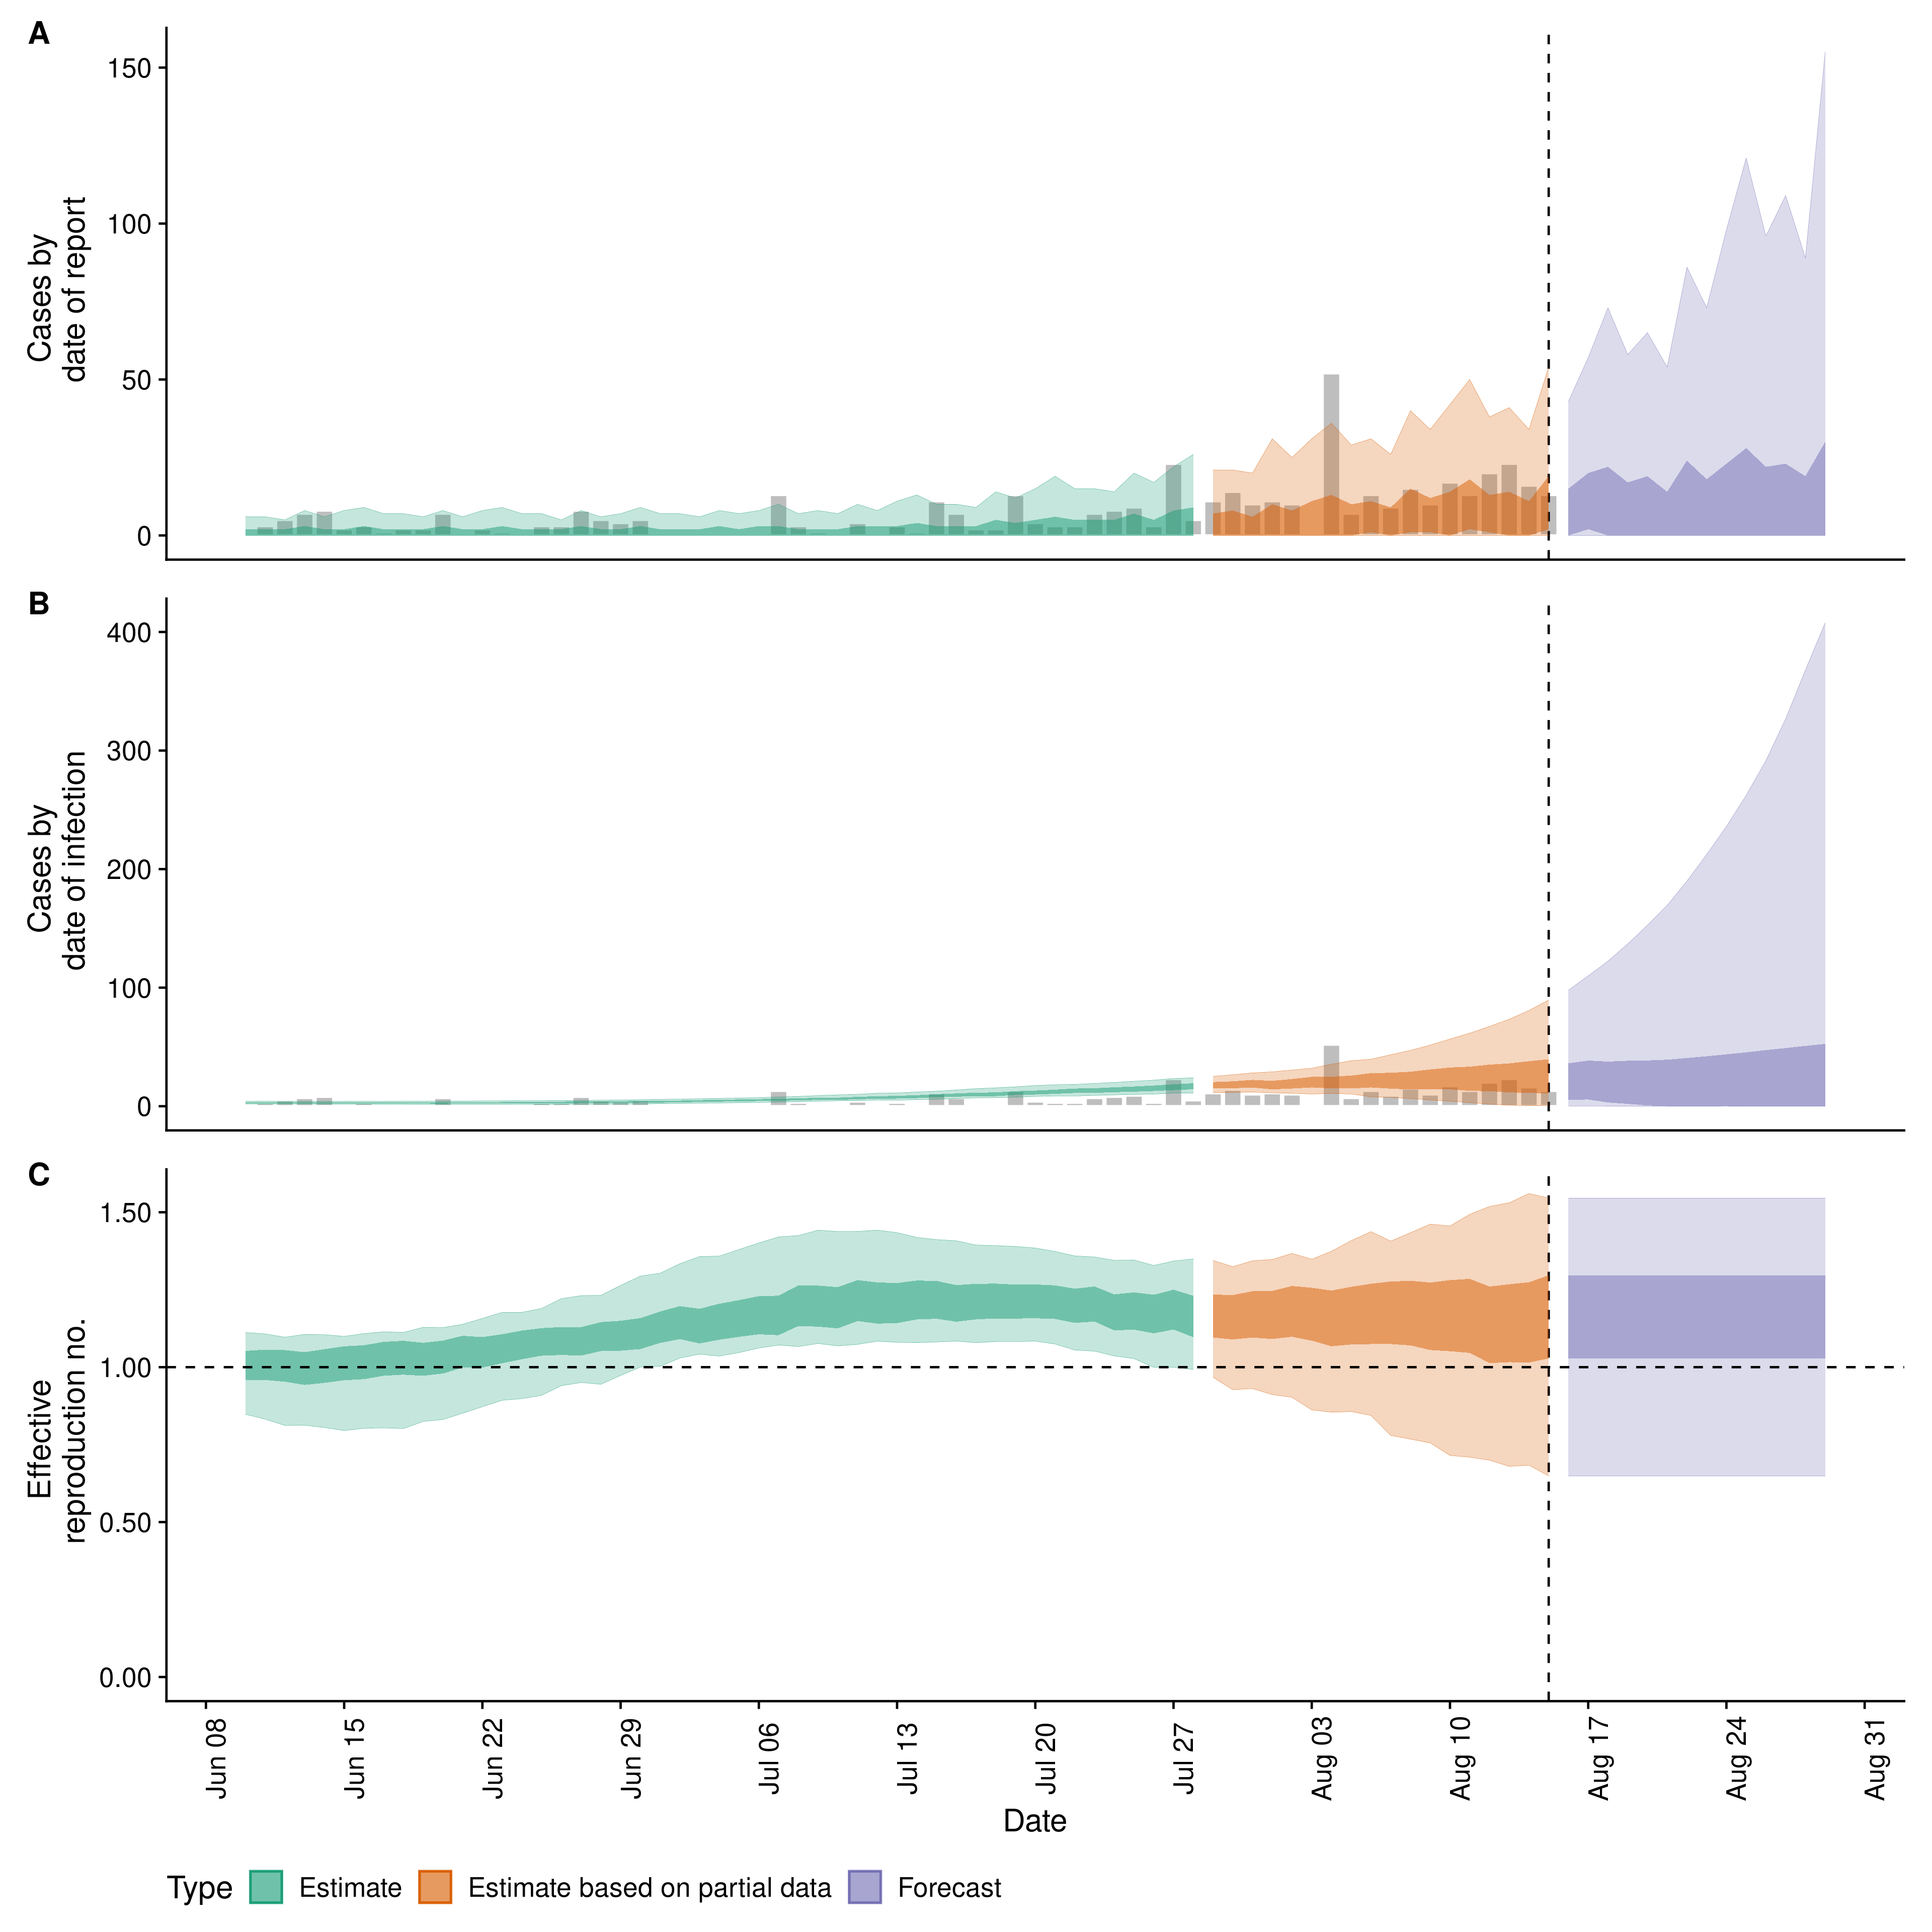 A
Cases by
date of report
150
100
50
0
B
Cases by
date of infection
400
300
200
100
0
C
Effective
reproduction no.
1.50
1.00
0.50
0.00
Jun 08
Jun 15
Jun 22
Jun 29
Jul 06
Jul 13
Jul 20
Jul 27
Aug 03
Aug 10
Aug 17
Aug 24
Aug 31
Date
Type Estimate Estimate based on partial data Forecast